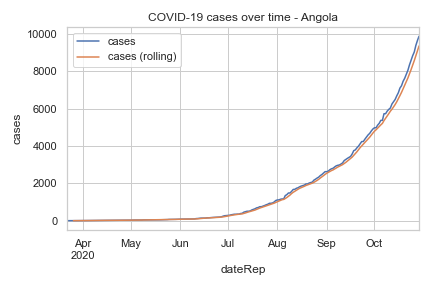 COVID-19 cases over time - Angola
cases
cases (rolling)
10000
8000
6000
4000
2000
0
cases
Apr
2020
May
Jun
Jul
Aug
Sep
Oct
dateRep